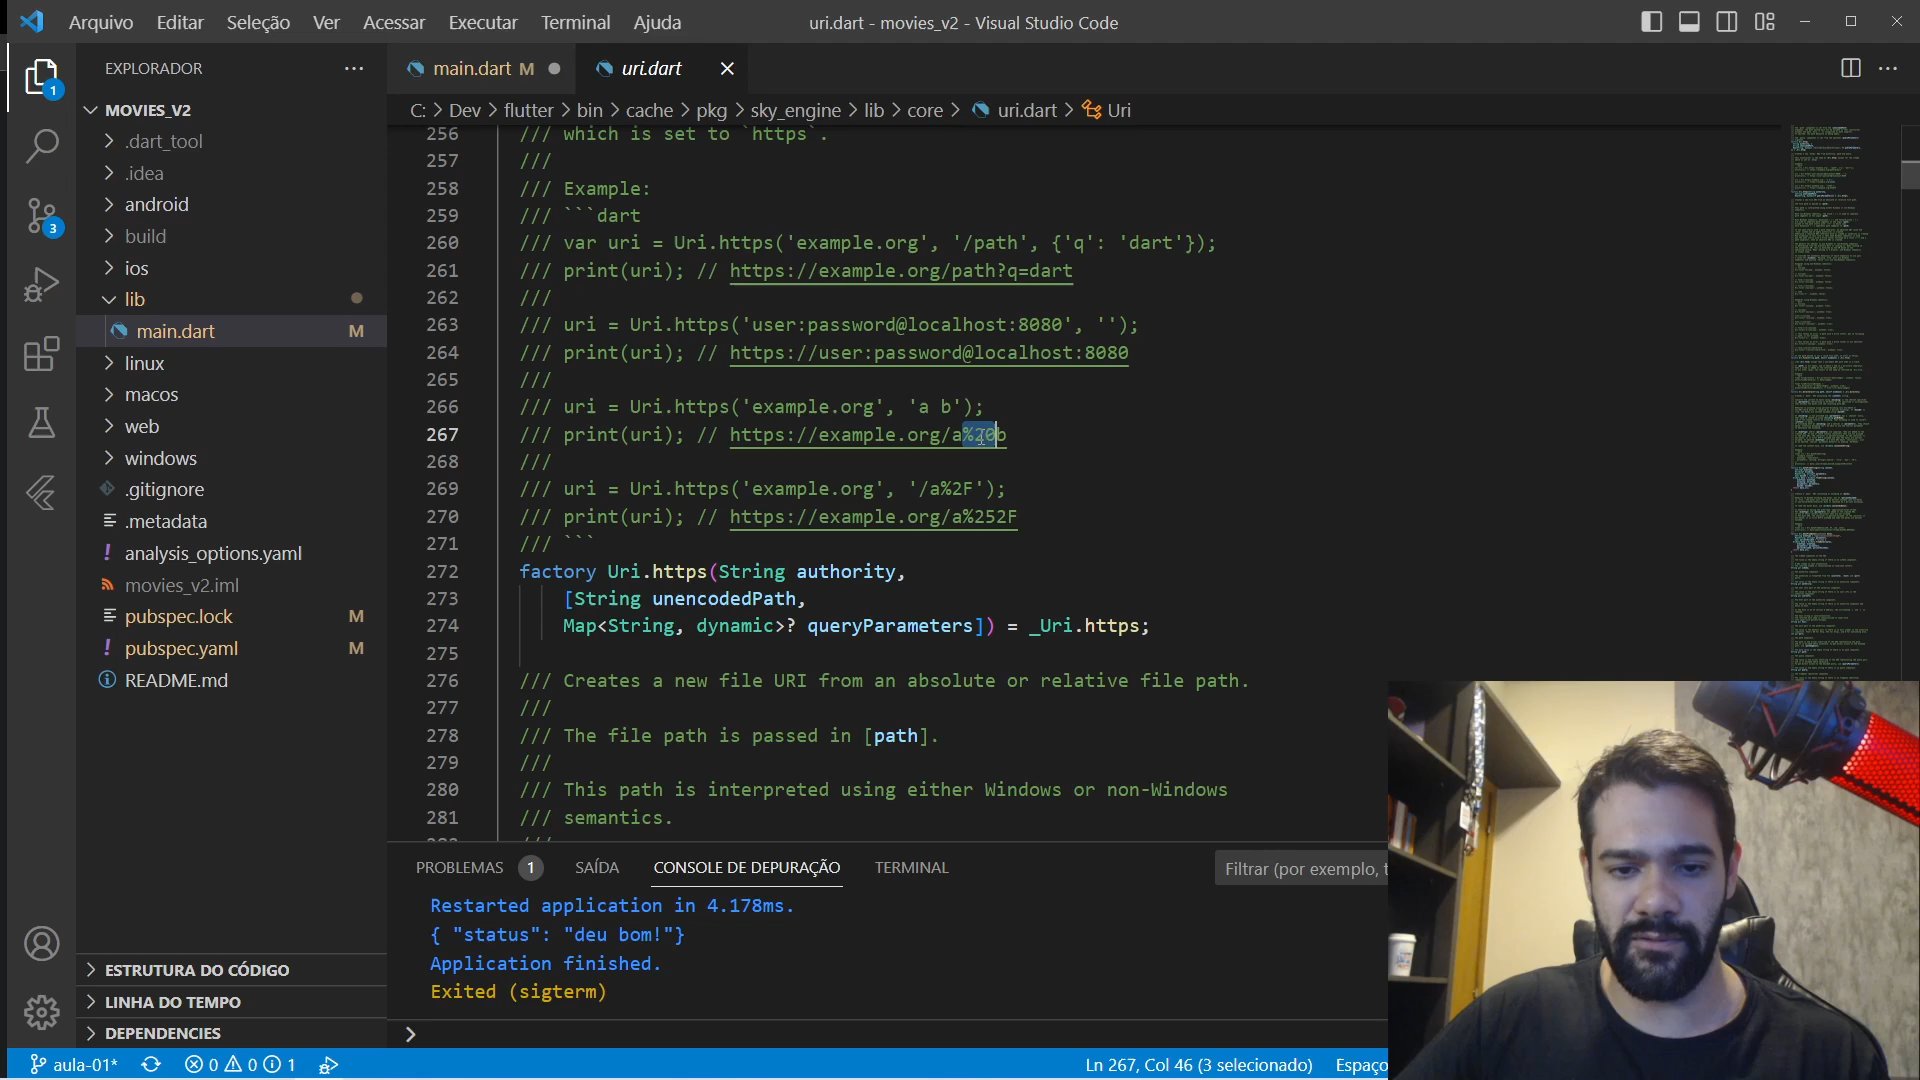 Arquivo Editar Seleção Ver Acessar Executar Terminal Ajuda
uri.dart - movies_v2 - Visual Studio Code
EXPLORADOR
main.dart M
uri.dart
C: > Dev > flutter > bin > cache > pkg > sky_engine > lib > core > uri.dart > Uri
1
3
MOVIES_V2
.dart_tool
.idea
android
build
ios
lib
main.dart M
linux
macos
web
windows
.gitignore
.metadata
analysis_options.yaml
movies_v2.iml
pubspec.lock M
pubspec.yaml M
README.md
ESTRUTURA DO CÓDIGO
LINHA DO TEMPO
DEPENDENCIES
256 /// which is set to `https`.
257 ///
258 /// Example:
259 /// ```dart
260 /// var uri = Uri.https('example.org', '/path', {'q': 'dart'});
261 /// print(uri); // https://example.org/path?q=dart
262 ///
263 /// uri = Uri.https('user:password@localhost:8080', '');
264 /// print(uri); // https://user:password@localhost:8080
265 ///
266 /// uri = Uri.https('example.org', 'a b');
267 /// print(uri); // https://example.org/a%20b
268 ///
269 /// uri = Uri.https('example.org', '/a%2F');
270 /// print(uri); // https://example.org/a%252F
271 /// ```
272 factory Uri.https(String authority,
273 [String unencodedPath,
274 Map<String, dynamic>? queryParameters]) = _Uri.https;
275
276 /// Creates a new file URI from an absolute or relative file path.
277 ///
278 /// The file path is passed in [path].
279 ///
280 /// This path is interpreted using either Windows or non-Windows
281 /// semantics.
PROBLEMAS 1 SAÍDA CONSOLE DE DEPURAÇÃO TERMINAL
Filtrar (por exemplo, t
Restarted application in 4.178ms.
{ "status": "deu bom!"}
Application finished.
Exited (sigterm)
aula-01* 0 0 1
Ln 267, Col 46 (3 selecionado) Espaço